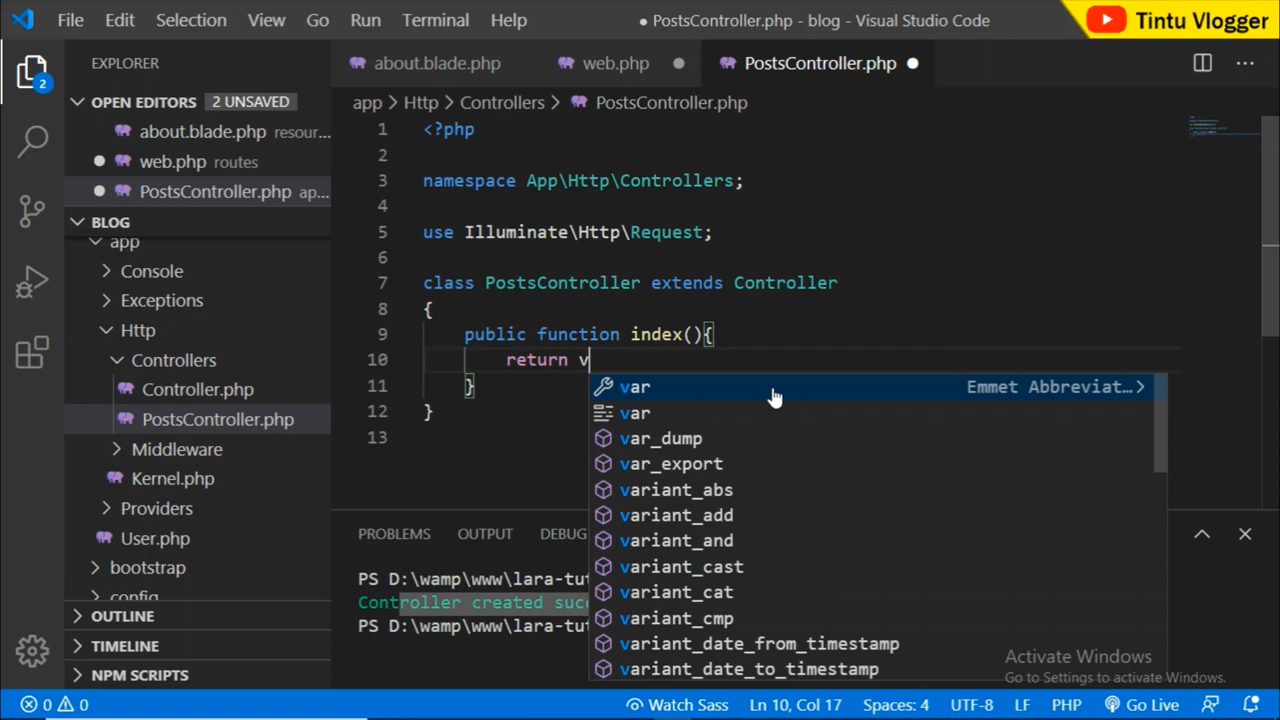 File Edit Selection View Go Run Terminal Help
● PostsController.php - blog - Visual Studio Code
Tintu Vlogger
EXPLORER
OPEN EDITORS 2 UNSAVED
about.blade.php resour...
web.php routes
PostsController.php ap...
BLOG
app
Console
Exceptions
Http
Controllers
Controller.php
PostsController.php
Middleware
Kernel.php
Providers
User.php
bootstrap
config
OUTLINE
TIMELINE
NPM SCRIPTS
2
about.blade.php web.php PostsController.php
app > Http > Controllers > PostsController.php
1 <?php
2
3 namespace App\Http\Controllers;
4
5 use Illuminate\Http\Request;
6
7 class PostsController extends Controller
8 {
9 public function index(){
10 return v
11 }
12 }
13
var Emmet Abbreviat...
var
var_dump
var_export
variant_abs
variant_add
variant_and
variant_cast
variant_cat
variant_cmp
variant_date_from_timestamp
variant_date_to_timestamp
PROBLEMS OUTPUT DEBUG
PS D:\wamp\www\lara-tut
Controller created succ
PS D:\wamp\www\lara-tut
Activate Windows
Go to Settings to activate Windows.
0 0 Watch Sass Ln 10, Col 17 Spaces: 4 UTF-8 LF PHP Go Live